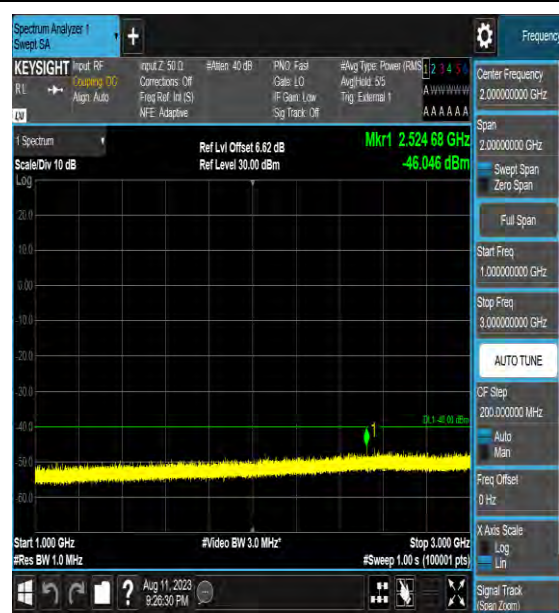 Spectrum Analyzer 1
Swept SA
Frequency
KEYSIGHT
RL
Input: RF
Coupling: DC
Align: Auto
Input Z: 50 Ω
Corrections: Off
Freq Ref: Int (S)
NFE: Adaptive
#Atten: 40 dB
PNO: Fast
Gate: LO
IF Gain: Low
Sig Track: Off
#Avg Type: Power (RMS)
Avg|Hold: 5/5
Trig: External 1
1 2 3 4 5 6
A W W W W W
A A A A A A
1 Spectrum
Scale/Div 10 dB
Log
Ref Lvl Offset 6.62 dB
Ref Level 30.00 dBm
Mkr1 2.524 68 GHz
-46.046 dBm
20.0
10.0
0.00
-10.0
-20.0
-30.0
-40.0
-50.0
-60.0
DL1 -40.00 dBm
1
Start 1.000 GHz
#Res BW 1.0 MHz
#Video BW 3.0 MHz*
Stop 3.000 GHz
#Sweep 1.00 s (100001 pts)
Center Frequency
2.000000000 GHz
Span
2.00000000 GHz
Swept Span
Zero Span
Full Span
Start Freq
1.000000000 GHz
Stop Freq
3.000000000 GHz
AUTO TUNE
CF Step
200.000000 MHz
Auto
Man
Freq Offset
0 Hz
X Axis Scale
Log
Lin
Signal Track
(Span Zoom)
?
Aug 11, 2023
9:26:30 PM